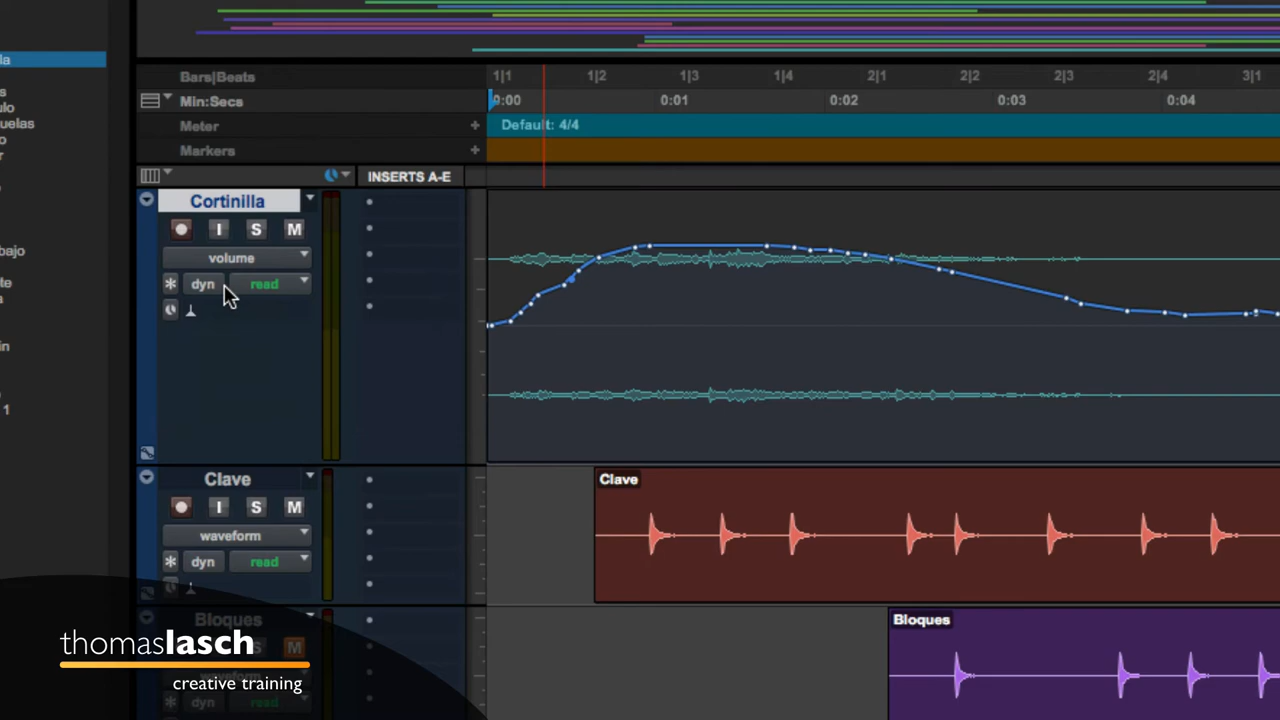 la
s
ulo
uelas
o
r
bajo
te
a
in
1
Bars|Beats
1|1 1|2 1|3 1|4 2|1 2|2 2|3 2|4 3|1
Min:Secs
0:00 0:01 0:02 0:03 0:04
Meter +
Default: 4/4
Markers +
INSERTS A-E
Cortinilla
I S M
volume
dyn read
Clave
I S M
waveform
dyn read
Clave
Bloques
S M
waveform
dyn read
Bloques
thomaslasch
creative training